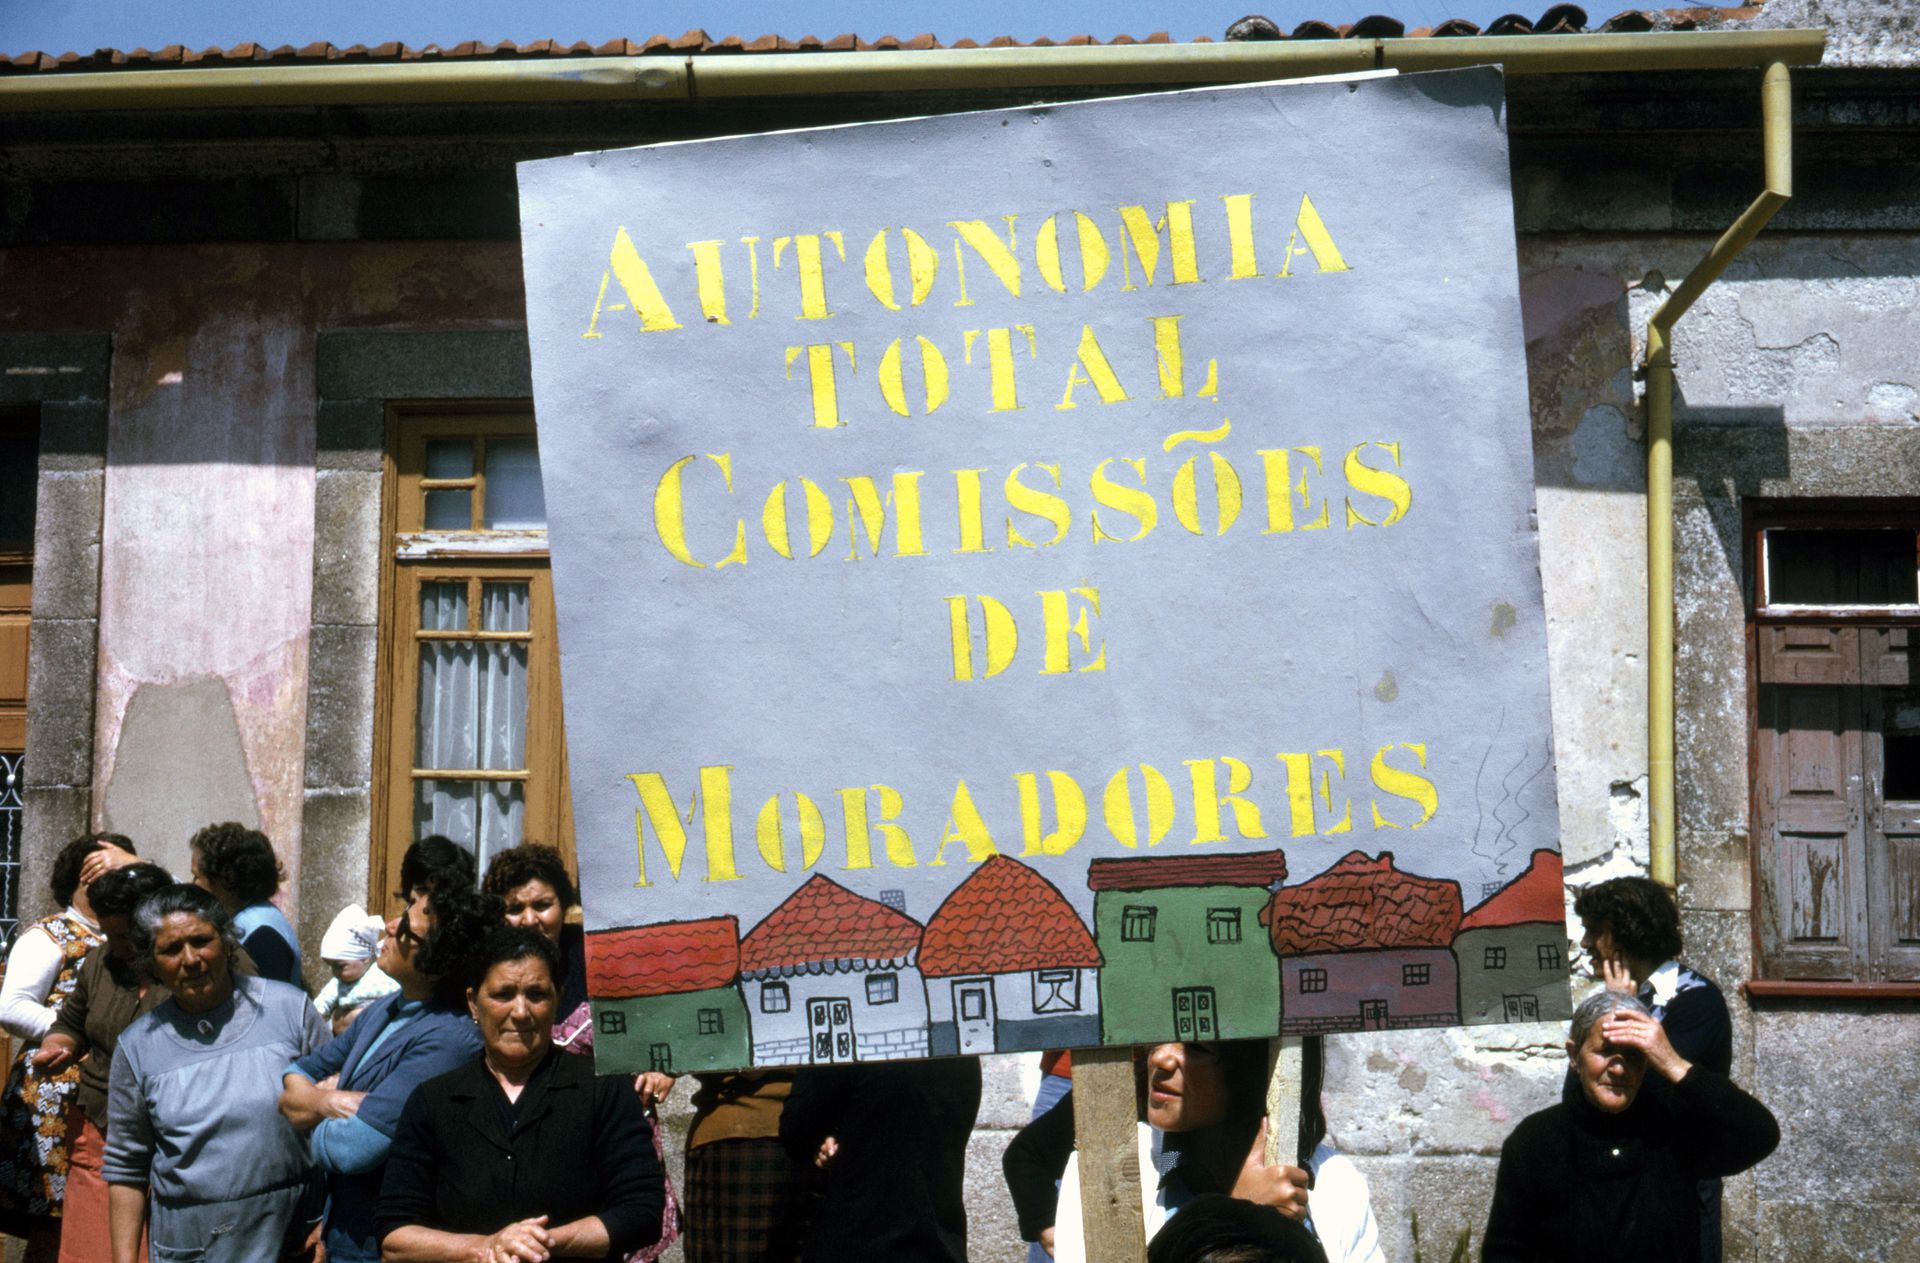 AUTONOMIA
TOTAL
COMISSÕES
DE
MORADORES